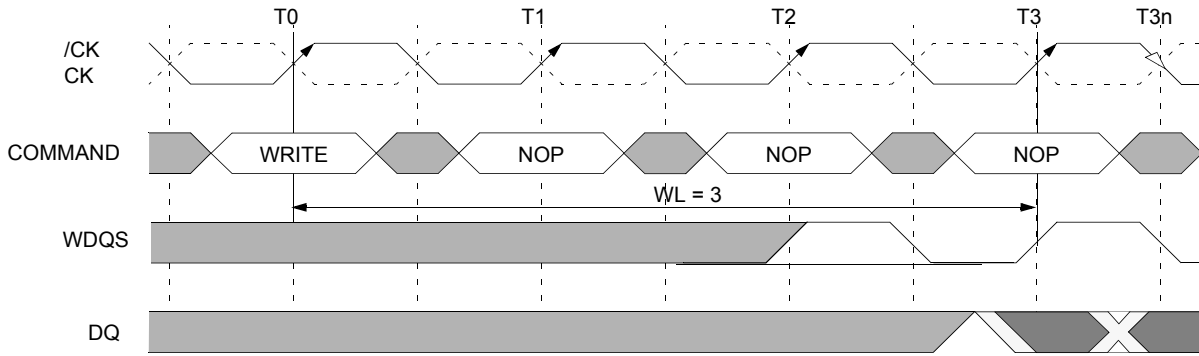 T0 T1 T2 T3 T3n
/CK
CK
COMMAND WRITE NOP NOP NOP
WL = 3
WDQS
DQ